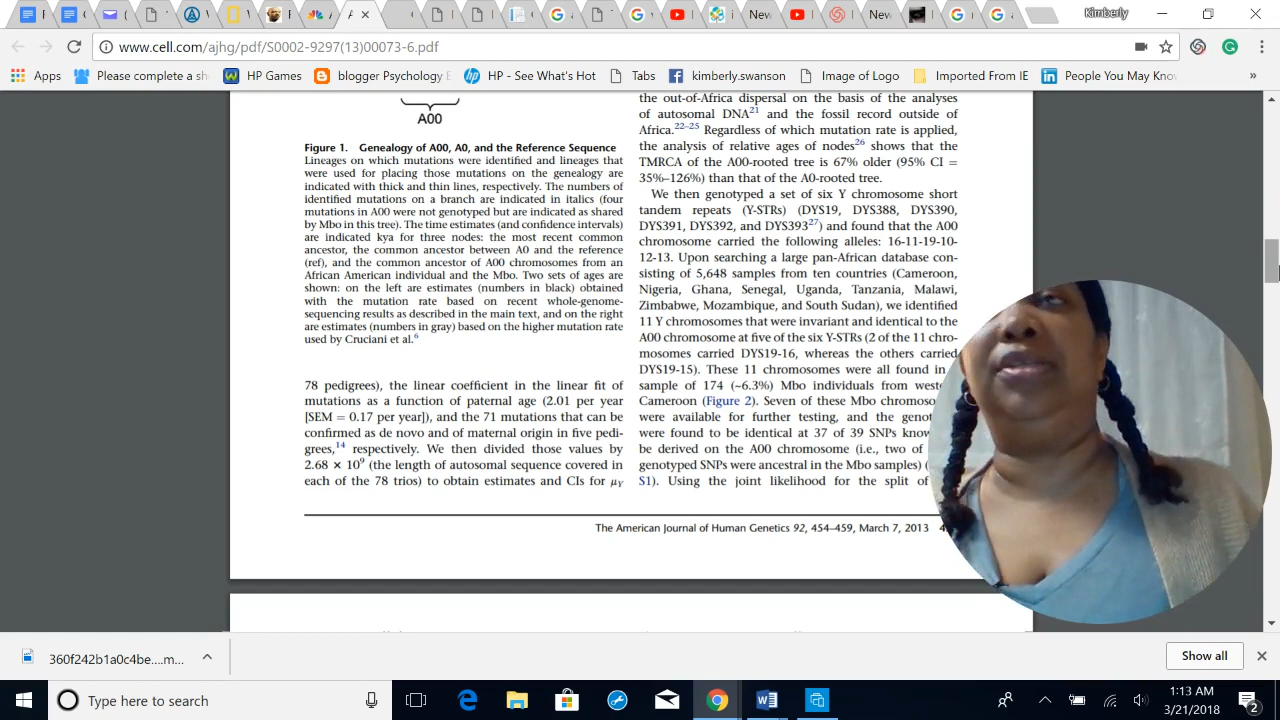 Kimberly
www.cell.com/ajhg/pdf/S0002-9297(13)00073-6.pdf
Apps Please complete a sh HP Games blogger Psychology E HP - See What's Hot Tabs kimberly.swanson Image of Logo Imported From IE People You May Know »
A00
Figure 1. Genealogy of A00, A0, and the Reference Sequence
Lineages on which mutations were identified and lineages that
were used for placing those mutations on the genealogy are
indicated with thick and thin lines, respectively. The numbers of
identified mutations on a branch are indicated in italics (four
mutations in A00 were not genotyped but are indicated as shared
by Mbo in this tree). The time estimates (and confidence intervals)
are indicated kya for three nodes: the most recent common
ancestor, the common ancestor between A0 and the reference
(ref), and the common ancestor of A00 chromosomes from an
African American individual and the Mbo. Two sets of ages are
shown: on the left are estimates (numbers in black) obtained
with the mutation rate based on recent whole-genome-
sequencing results as described in the main text, and on the right
are estimates (numbers in gray) based on the higher mutation rate
used by Cruciani et al.6
78 pedigrees), the linear coefficient in the linear fit of
mutations as a function of paternal age (2.01 per year
[SEM = 0.17 per year]), and the 71 mutations that can be
confirmed as de novo and of maternal origin in five pedi-
grees,14 respectively. We then divided those values by
2.68 × 10⁹ (the length of autosomal sequence covered in
each of the 78 trios) to obtain estimates and CIs for μY
the out-of-Africa dispersal on the basis of the analyses
of autosomal DNA21 and the fossil record outside of
Africa.22–25 Regardless of which mutation rate is applied,
the analysis of relative ages of nodes26 shows that the
TMRCA of the A00-rooted tree is 67% older (95% CI =
35%–126%) than that of the A0-rooted tree.
We then genotyped a set of six Y chromosome short
tandem repeats (Y-STRs) (DYS19, DYS388, DYS390,
DYS391, DYS392, and DYS39327) and found that the A00
chromosome carried the following alleles: 16-11-19-10-
12-13. Upon searching a large pan-African database con-
sisting of 5,648 samples from ten countries (Cameroon,
Nigeria, Ghana, Senegal, Uganda, Tanzania, Malawi,
Zimbabwe, Mozambique, and South Sudan), we identified
11 Y chromosomes that were invariant and identical to the
A00 chromosome at five of the six Y-STRs (2 of the 11 chro-
mosomes carried DYS19-16, whereas the others carried
DYS19-15). These 11 chromosomes were all found in
sample of 174 (~6.3%) Mbo individuals from weste
Cameroon (Figure 2). Seven of these Mbo chromoso
were available for further testing, and the genot
were found to be identical at 37 of 39 SNPs know
be derived on the A00 chromosome (i.e., two of
genotyped SNPs were ancestral in the Mbo samples) (
S1). Using the joint likelihood for the split of
The American Journal of Human Genetics 92, 454–459, March 7, 2013 4
360f242b1a0c4be....m...
Show all
Type here to search
1:13 AM
3/21/2018
2